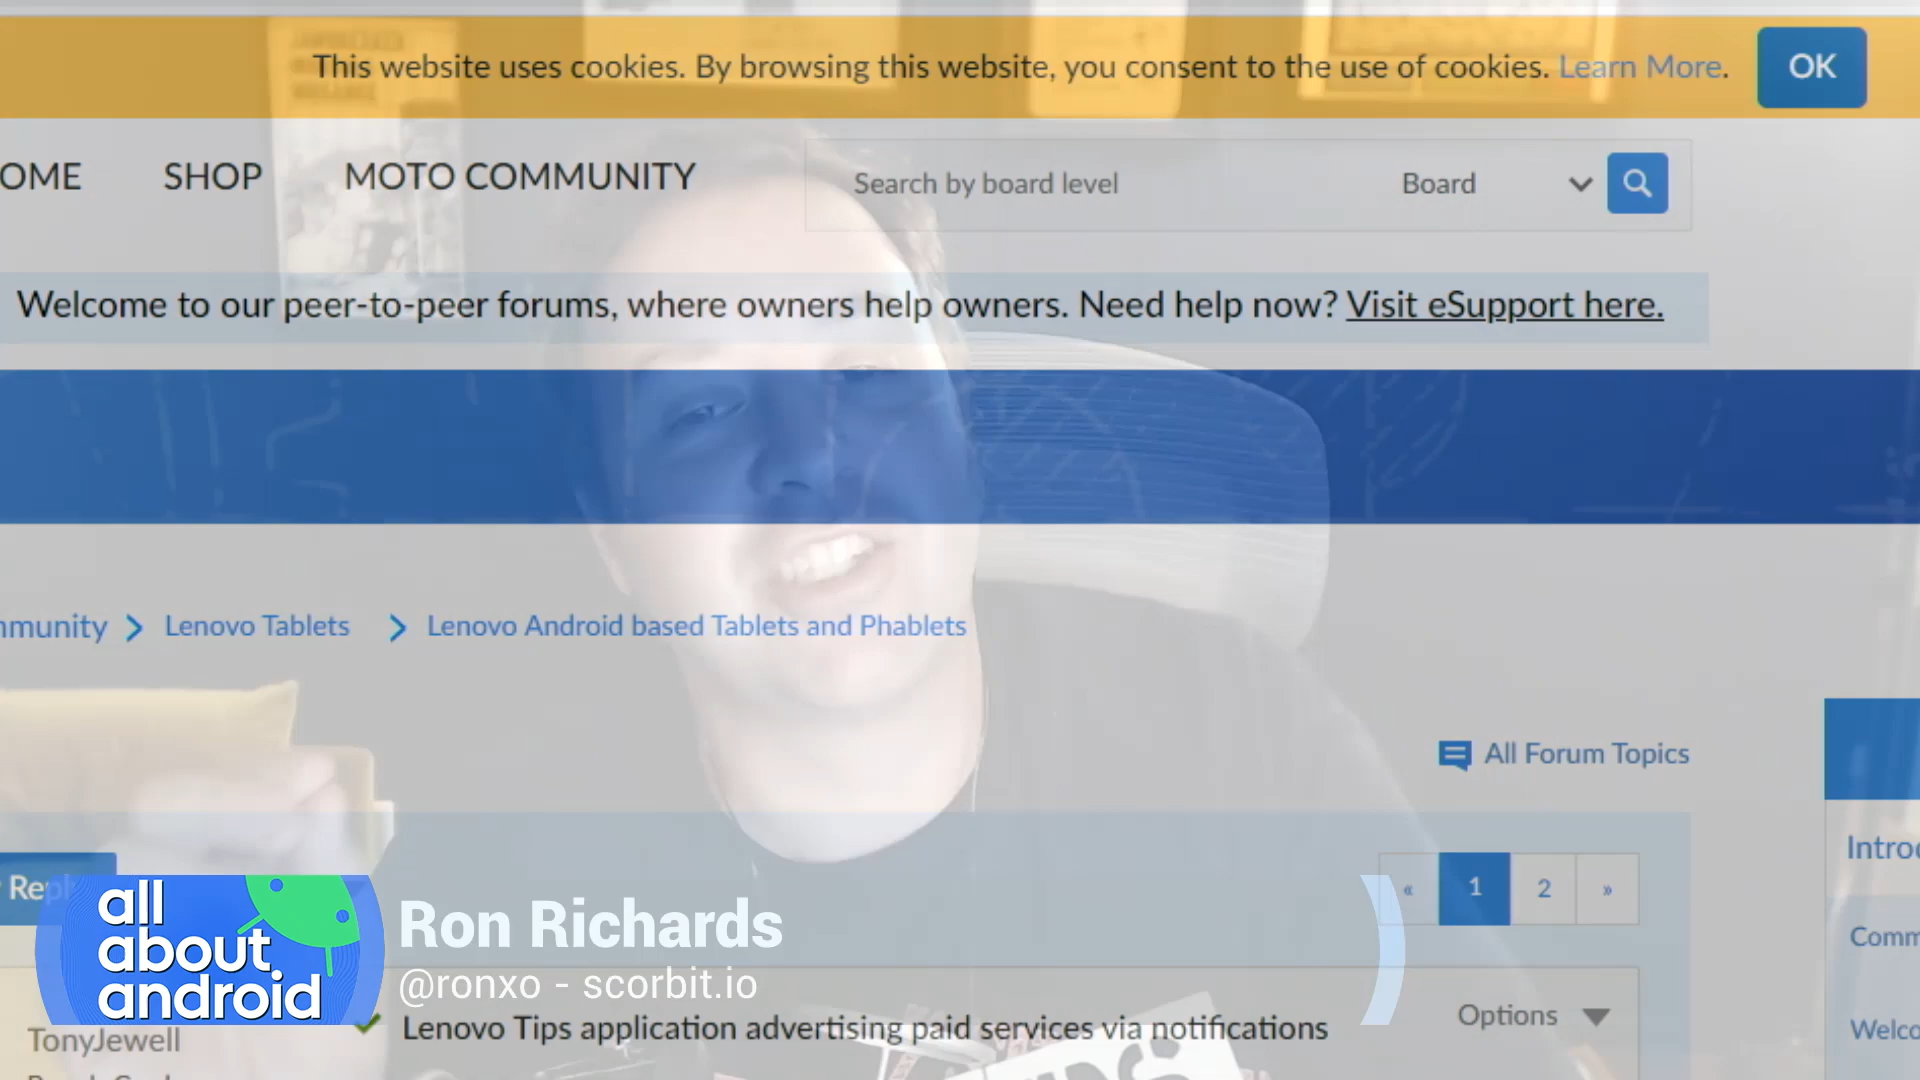 This website uses cookies. By browsing this website, you consent to the use of cookies. Learn More.
OK
OME SHOP MOTO COMMUNITY
Search by board level Board
Welcome to our peer-to-peer forums, where owners help owners. Need help now? Visit eSupport here.
mmunity > Lenovo Tablets > Lenovo Android based Tablets and Phablets
All Forum Topics
Introd
« 1 2 »
Comm
Rep
all
about
android
Ron Richards
@ronxo - scorbit.io
Lenovo Tips application advertising paid services via notifications
Options
Welco
TonyJewell